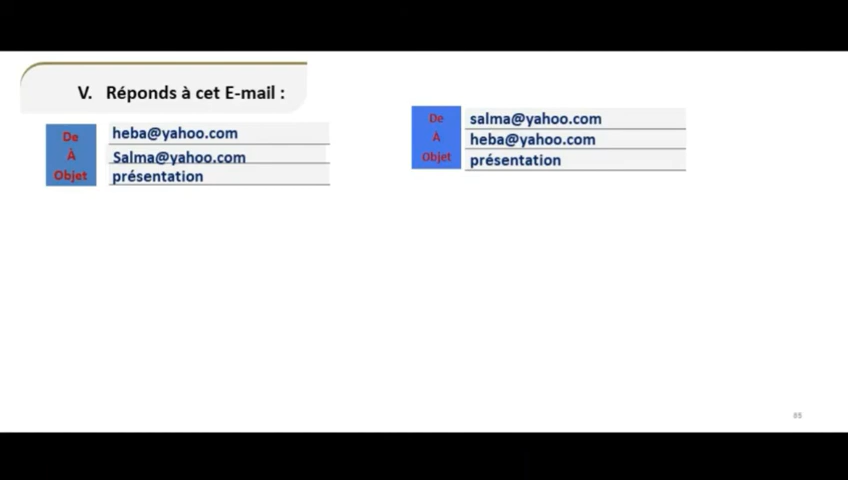 V. Réponds à cet E-mail :
De heba@yahoo.com
À Salma@yahoo.com
Objet présentation
De salma@yahoo.com
À heba@yahoo.com
Objet présentation
85